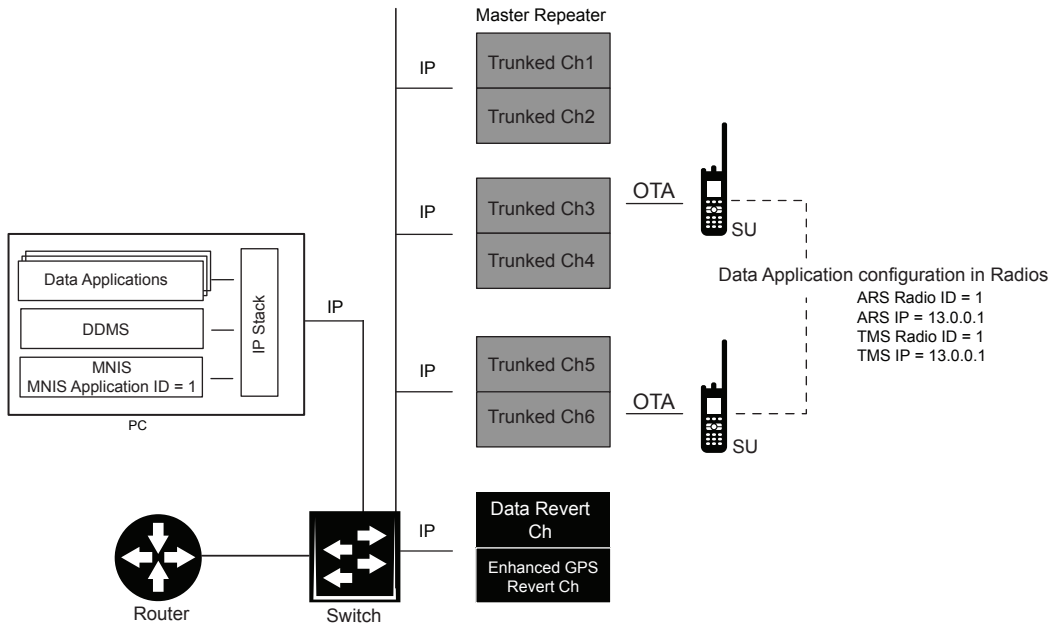 Master Repeater
IP
Trunked Ch1
Trunked Ch2
IP
Trunked Ch3
Trunked Ch4
OTA
SU
Data Application configuration in Radios
ARS Radio ID = 1
ARS IP = 13.0.0.1
TMS Radio ID = 1
TMS IP = 13.0.0.1
Data Applications
DDMS
MNIS
MNIS Application ID = 1
IP Stack
PC
IP
IP
Trunked Ch5
Trunked Ch6
OTA
SU
IP
Data Revert
Ch
Enhanced GPS
Revert Ch
Router
Switch